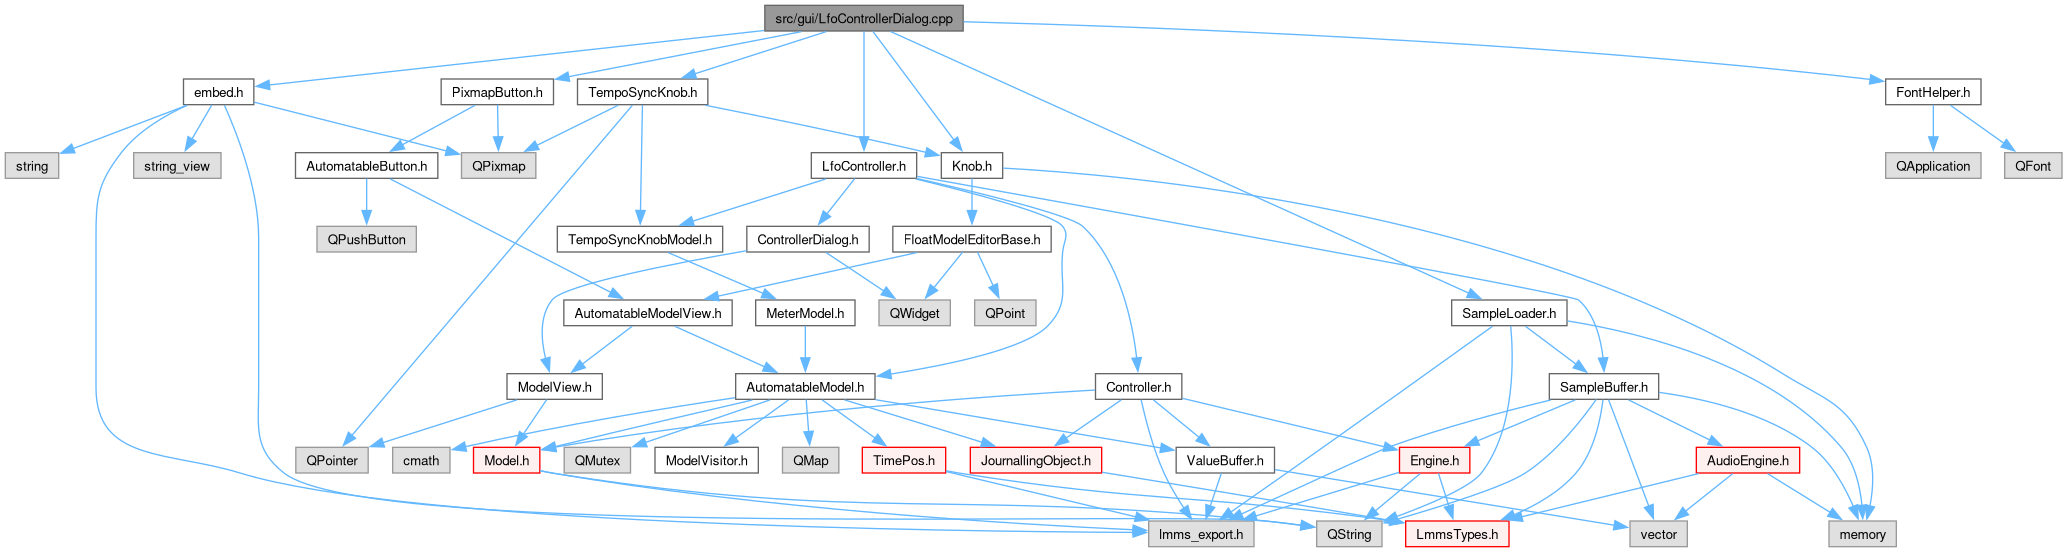 src/gui/LfoControllerDialog.cpp
embed.h
PixmapButton.h
TempoSyncKnob.h
FontHelper.h
string
string_view
AutomatableButton.h
QPixmap
LfoController.h
Knob.h
QApplication
QFont
QPushButton
TempoSyncKnobModel.h
ControllerDialog.h
FloatModelEditorBase.h
AutomatableModelView.h
MeterModel.h
QWidget
QPoint
SampleLoader.h
ModelView.h
AutomatableModel.h
Controller.h
SampleBuffer.h
QPointer
cmath
Model.h
QMutex
ModelVisitor.h
QMap
TimePos.h
JournallingObject.h
ValueBuffer.h
Engine.h
AudioEngine.h
lmms_export.h
QString
LmmsTypes.h
vector
memory